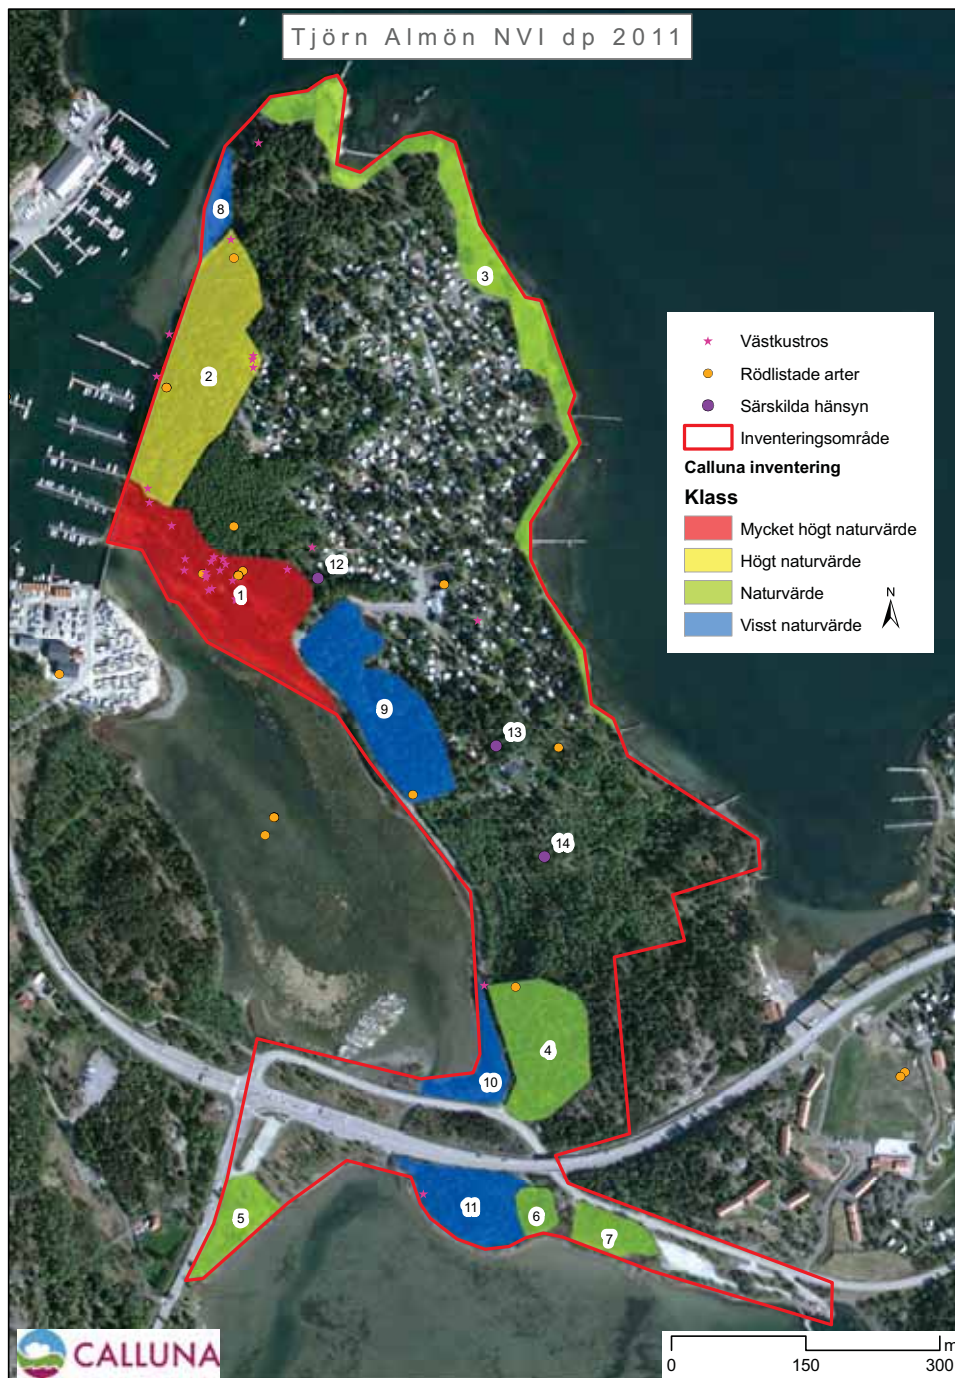 Tjörn Almön NVI dp 2011
8
3
2
Västkustros
Rödlistade arter
Särskilda hänsyn
Inventeringsområde
Calluna inventering
Klass
Mycket högt naturvärde
Högt naturvärde
Naturvärde
Visst naturvärde
N
12
1
9
13
14
4
10
11
6
5
7
CALLUNA
m
0 150 300